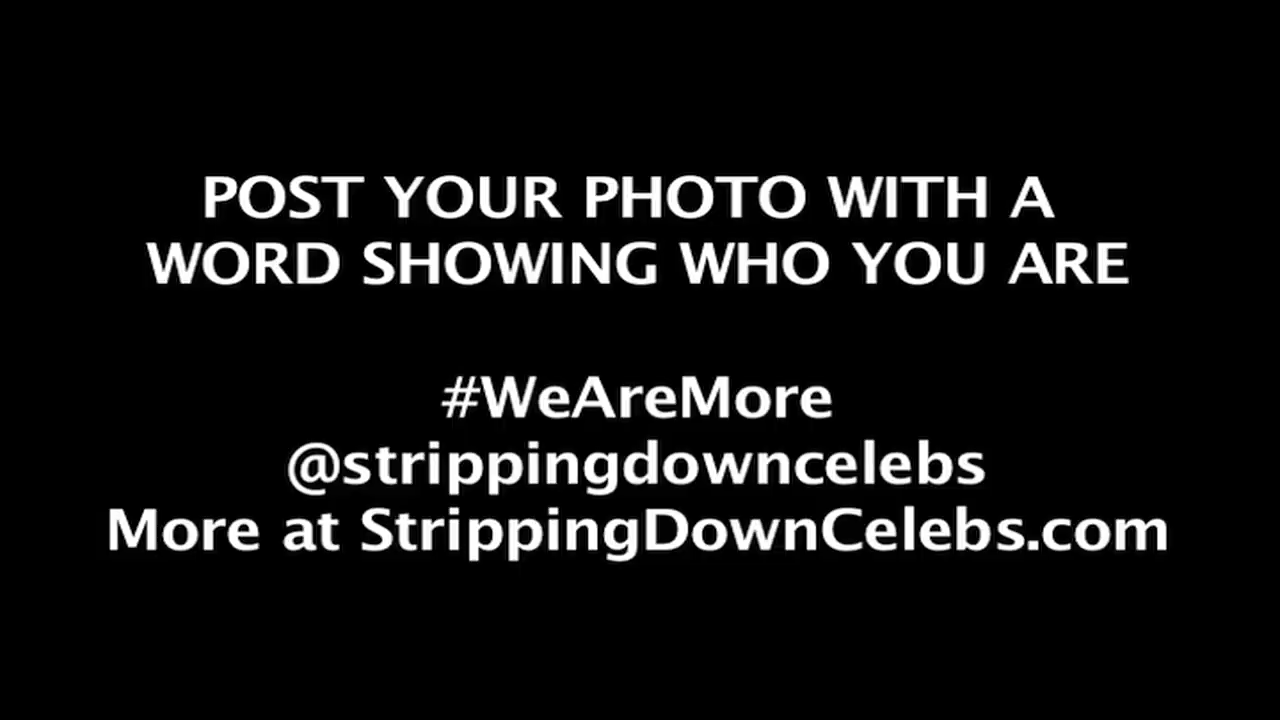 POST YOUR PHOTO WITH A
WORD SHOWING WHO YOU ARE
#WeAreMore
@strippingdowncelebs
More at StrippingDownCelebs.com